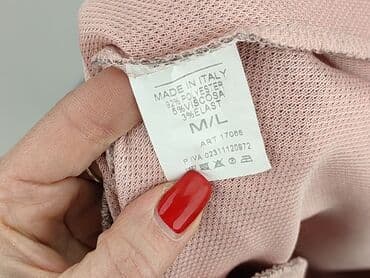 MADE IN ITALY
92% POLYESTER
5%VISCOSA
3%ELAST
M/L
ART 17066
P.IVA 02311120972